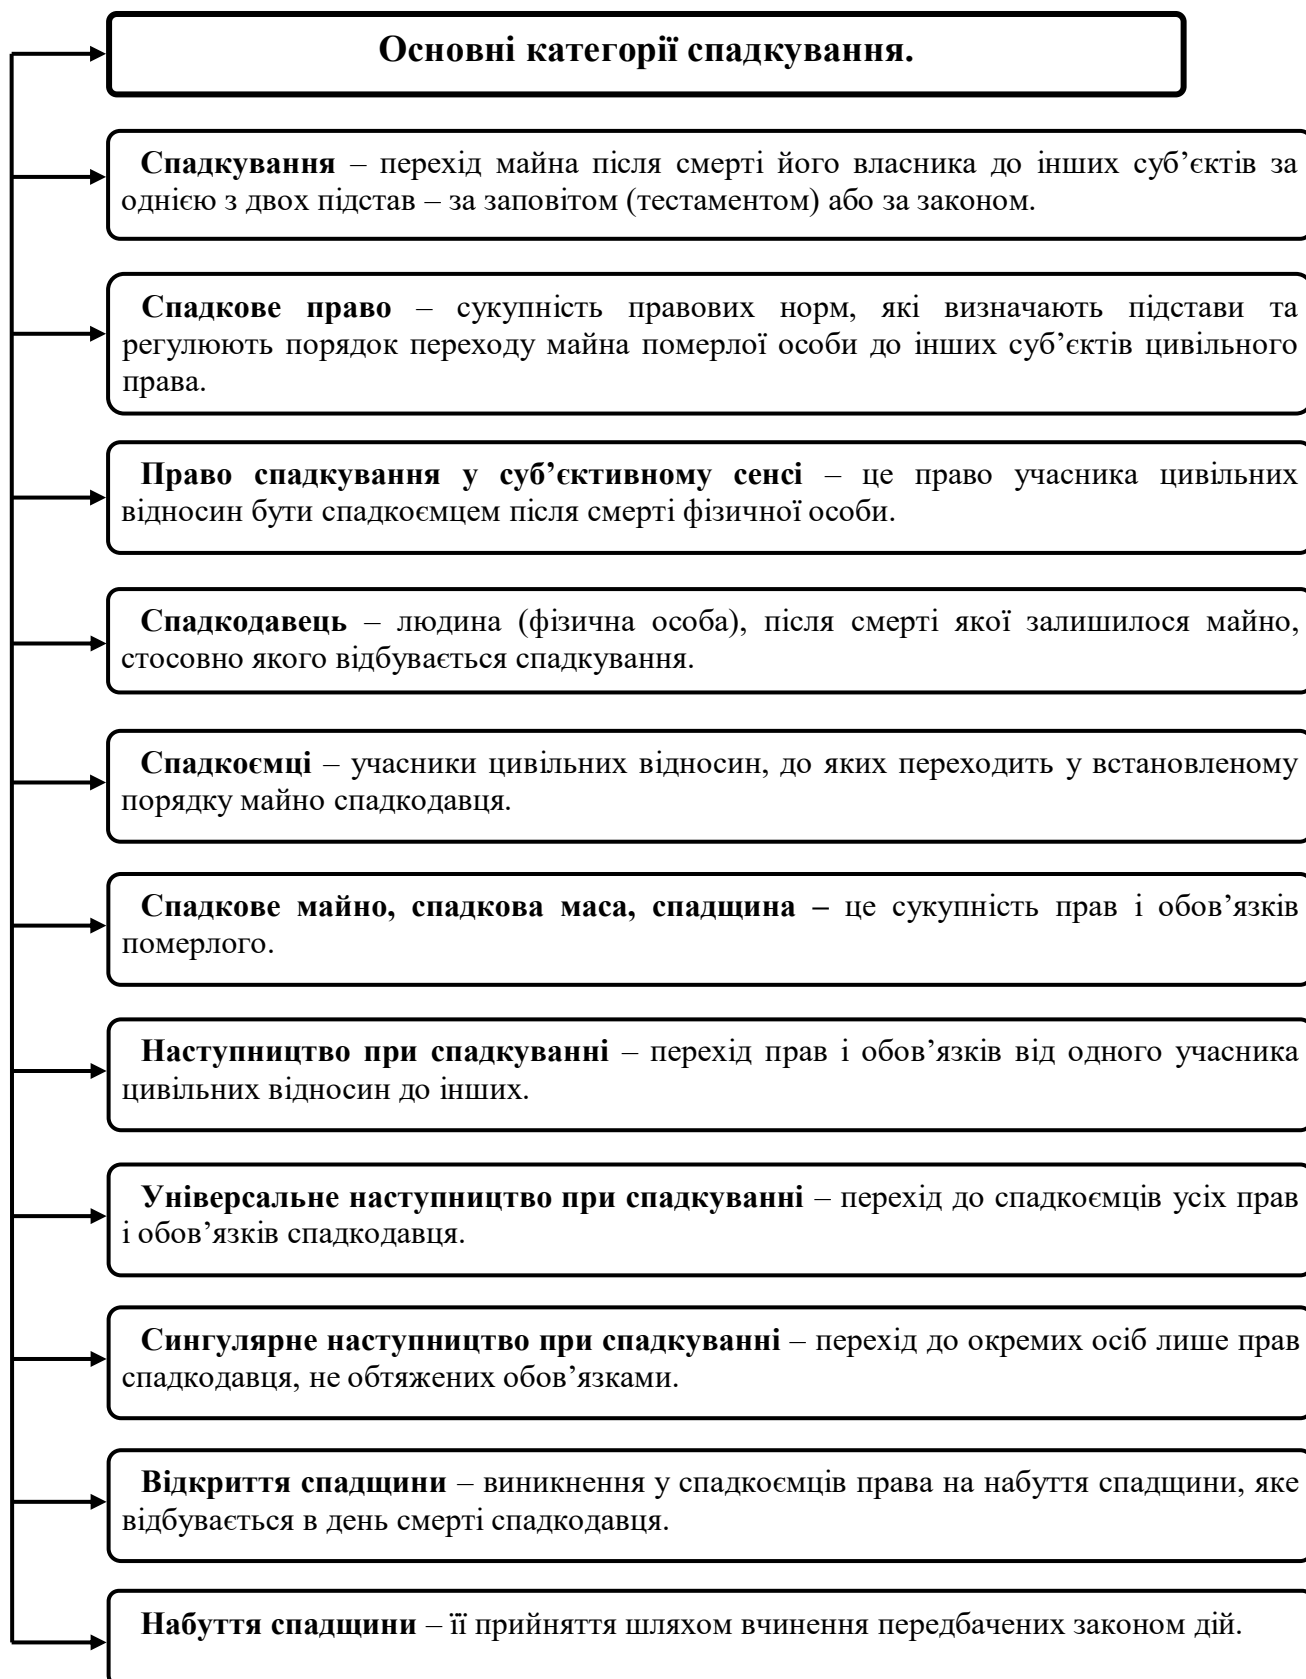 Основні категорії спадкування.
Спадкування – перехід майна після смерті його власника до інших суб’єктів за
однією з двох підстав – за заповітом (тестаментом) або за законом.
Спадкове право – сукупність правових норм, які визначають підстави та
регулюють порядок переходу майна померлої особи до інших суб’єктів цивільного
права.
Право спадкування у суб’єктивному сенсі – це право учасника цивільних
відносин бути спадкоємцем після смерті фізичної особи.
Спадкодавець – людина (фізична особа), після смерті якої залишилося майно,
стосовно якого відбувається спадкування.
Спадкоємці – учасники цивільних відносин, до яких переходить у встановленому
порядку майно спадкодавця.
Спадкове майно, спадкова маса, спадщина – це сукупність прав і обов’язків
померлого.
Наступництво при спадкуванні – перехід прав і обов’язків від одного учасника
цивільних відносин до інших.
Універсальне наступництво при спадкуванні – перехід до спадкоємців усіх прав
і обов’язків спадкодавця.
Сингулярне наступництво при спадкуванні – перехід до окремих осіб лише прав
спадкодавця, не обтяжених обов’язками.
Відкриття спадщини – виникнення у спадкоємців права на набуття спадщини, яке
відбувається в день смерті спадкодавця.
Набуття спадщини – її прийняття шляхом вчинення передбачених законом дій.